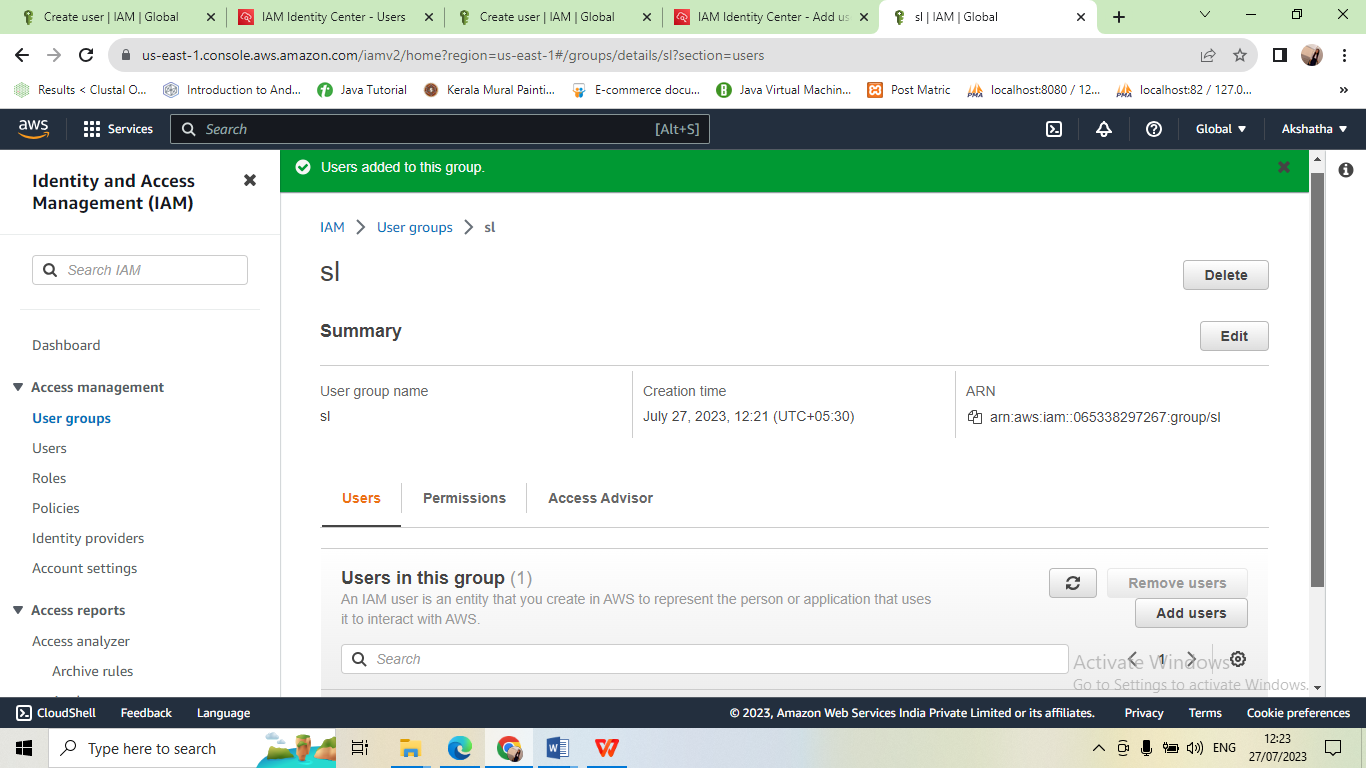 Create user | IAM | Global
IAM Identity Center - Users
Create user | IAM | Global
IAM Identity Center - Add us
sl | IAM | Global
us-east-1.console.aws.amazon.com/iamv2/home?region=us-east-1#/groups/details/sl?section=users
Results < Clustal O...
Introduction to And...
Java Tutorial
Kerala Mural Painti...
E-commerce docu...
Java Virtual Machin...
Post Matric
localhost:8080 / 12...
localhost:82 / 127.0...
»
aws
Services
Search
[Alt+S]
Global
Akshatha
Identity and Access
Management (IAM)
Search IAM
Dashboard
Access management
User groups
Users
Roles
Policies
Identity providers
Account settings
Access reports
Access analyzer
Archive rules
Users added to this group.
IAM > User groups > sl
sl
Delete
Summary
Edit
User group name
sl
Creation time
July 27, 2023, 12:21 (UTC+05:30)
ARN
arn:aws:iam::065338297267:group/sl
Users
Permissions
Access Advisor
Users in this group (1)
An IAM user is an entity that you create in AWS to represent the person or application that uses
it to interact with AWS.
Remove users
Add users
Search
1
Activate Windows
Go to Settings to activate Windows.
CloudShell
Feedback
Language
© 2023, Amazon Web Services India Private Limited or its affiliates.
Privacy
Terms
Cookie preferences
Type here to search
ENG
12:23
27/07/2023